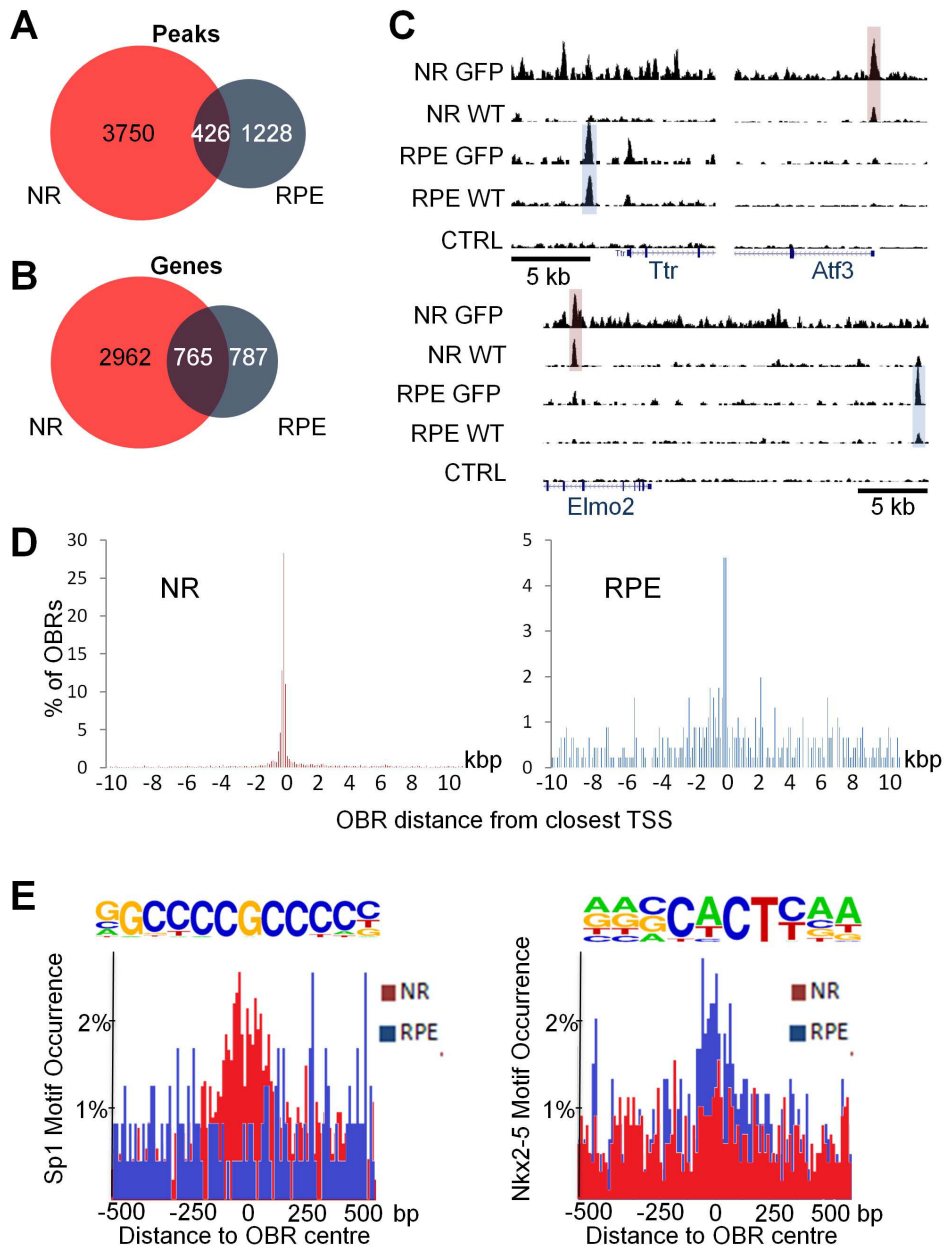 A
Peaks
3750
426
1228
NR
RPE
B
Genes
2962
765
787
NR
RPE
C
NR GFP
NR WT
RPE GFP
RPE WT
CTRL
5 kb
Ttr
Ttr
Atf3
NR GFP
NR WT
RPE GFP
RPE WT
CTRL
Elmo2
5 kb
D
% of OBRs
30
25
20
15
10
5
0
NR
-10 -8 -6 -4 -2 0 2 4 6 8 10
kbp
5
4
3
2
1
0
RPE
-10 -8 -6 -4 -2 0 2 4 6 8 10
kbp
OBR distance from closest TSS
E
GGCCCCGCCCCC
Sp1 Motif Occurrence
2%
1%
NR
RPE
-500 -250 0 250 500 bp
Distance to OBR centre
AACCACTCAA
Nkx2-5 Motif Occurrence
2%
1%
NR
RPE
-500 -250 0 250 500 bp
Distance to OBR centre